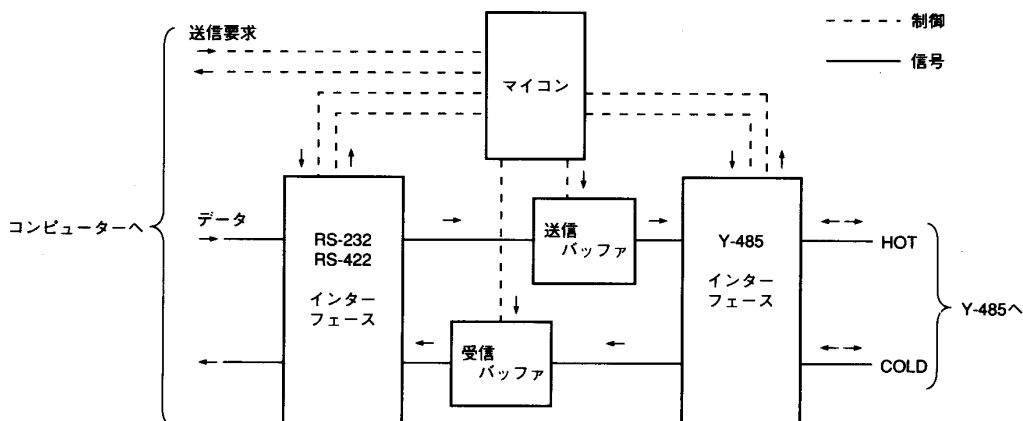 送信要求
制御
信号
マイコン
コンピューターへ
データ
RS-232
RS-422
インター
フェース
送信
バッファ
Y-485
インター
フェース
HOT
Y-485へ
受信
バッファ
COLD